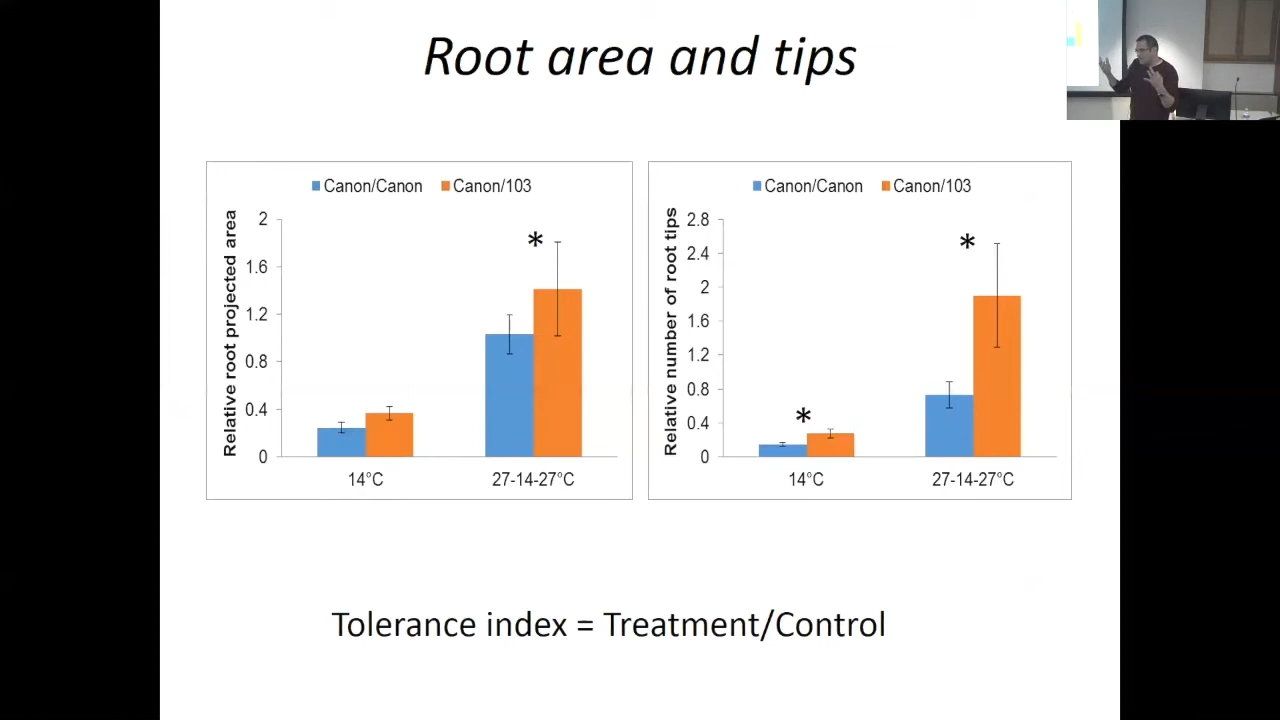 Root area and tips
Canon/Canon Canon/103
Relative root projected area
2
1.6
1.2
0.8
0.4
0
*
14°C 27-14-27°C
Canon/Canon Canon/103
Relative number of root tips
2.8
2.4
2
1.6
1.2
0.8
0.4
0
*
*
14°C 27-14-27°C
Tolerance index = Treatment/Control